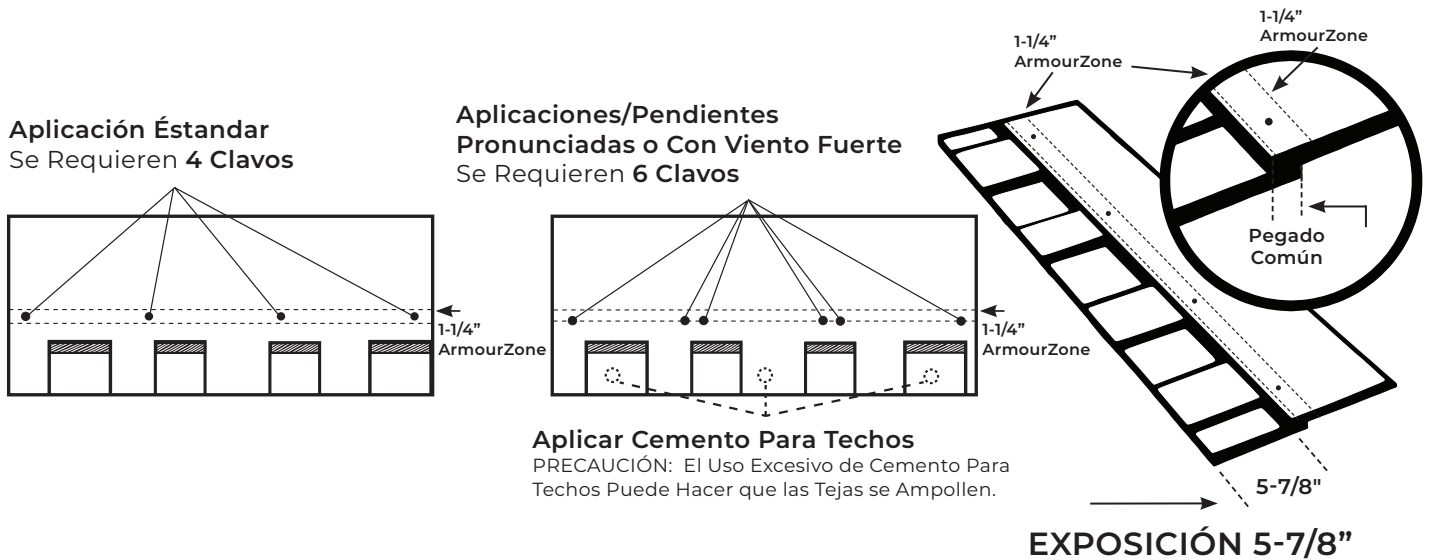 Aplicación Éstandar
Se Requieren 4 Clavos
1-1/4”
ArmourZone
Aplicaciones/Pendientes
Pronunciadas o Con Viento Fuerte
Se Requieren 6 Clavos
1-1/4”
ArmourZone
Aplicar Cemento Para Techos
PRECAUCIÓN: El Uso Excesivo de Cemento Para
Techos Puede Hacer que las Tejas se Ampollen.
1-1/4”
ArmourZone
1-1/4”
ArmourZone
Pegado
Común
5-7/8"
EXPOSICIÓN 5-7/8”